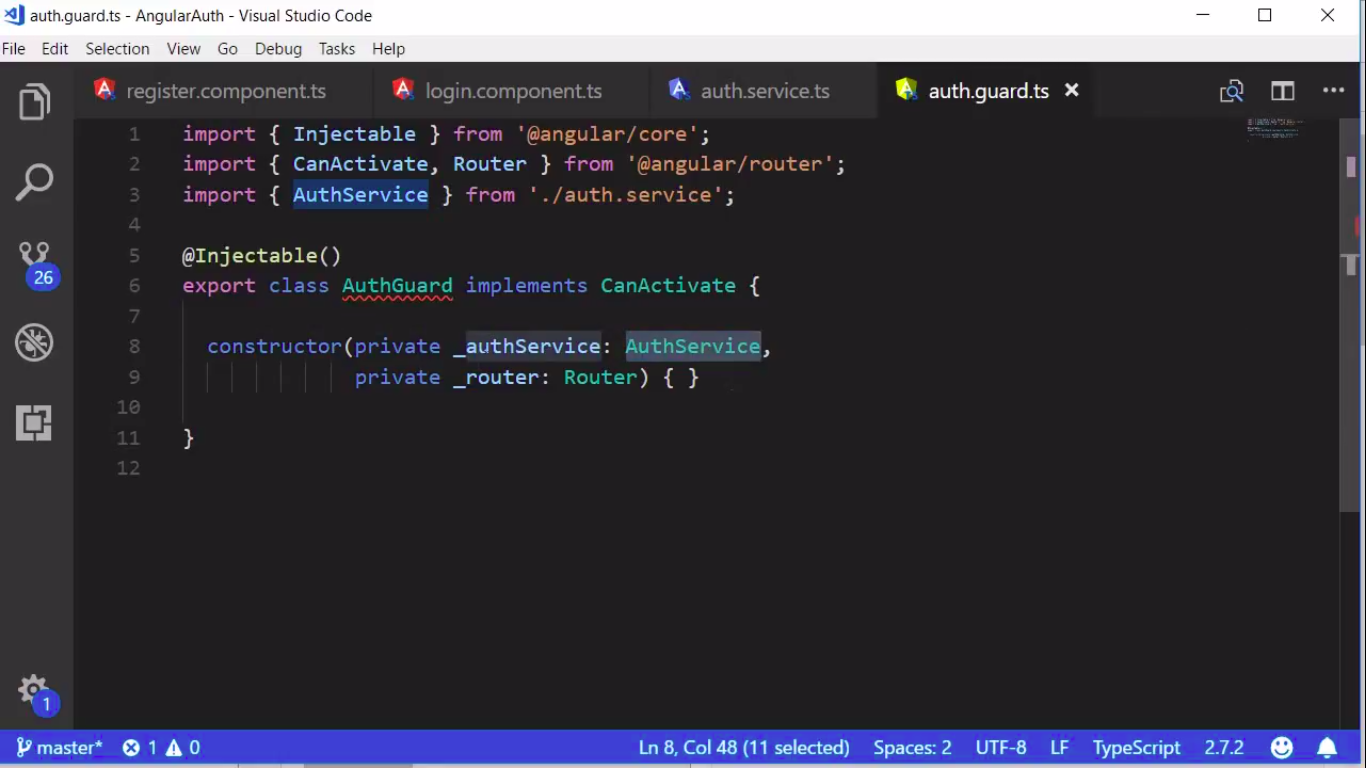 auth.guard.ts - AngularAuth - Visual Studio Code
File Edit Selection View Go Debug Tasks Help
register.component.ts login.component.ts auth.service.ts auth.guard.ts
1 import { Injectable } from '@angular/core';
2 import { CanActivate, Router } from '@angular/router';
3 import { AuthService } from './auth.service';
4
5 @Injectable()
6 export class AuthGuard implements CanActivate {
7
8 constructor(private _authService: AuthService,
9 private _router: Router) { }
10
11 }
12
26
1
master* 1 0 Ln 8, Col 48 (11 selected) Spaces: 2 UTF-8 LF TypeScript 2.7.2